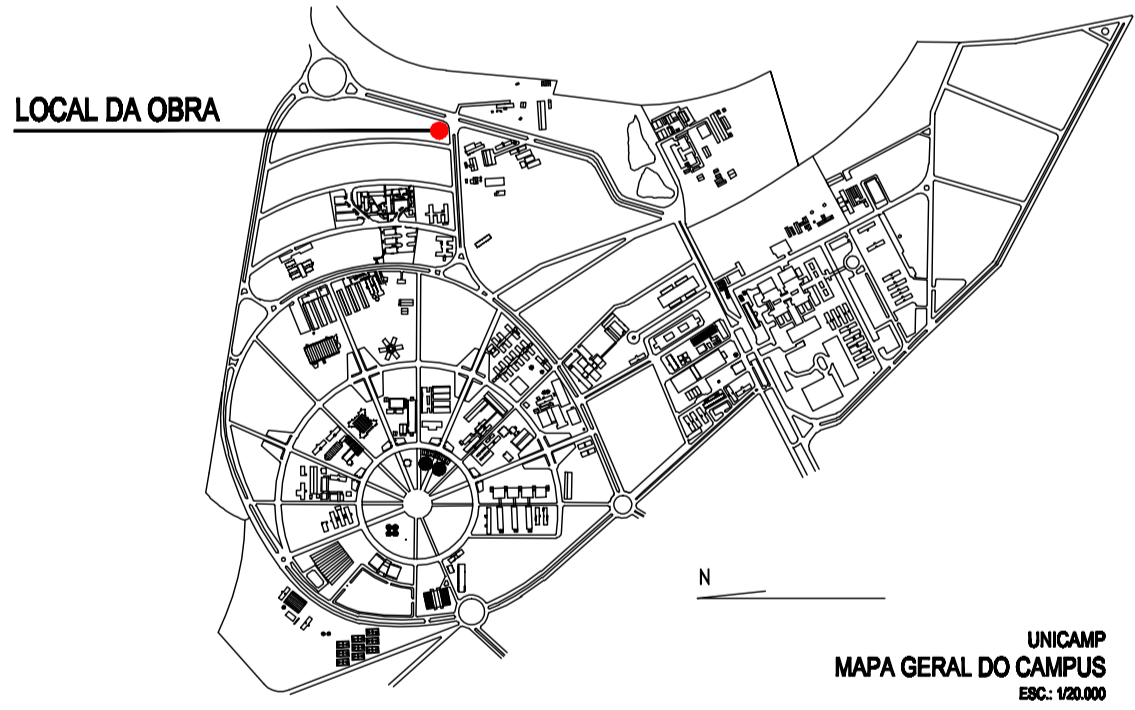 LOCAL DA OBRA
N
UNICAMP
MAPA GERAL DO CAMPUS
ESC.: 1/20.000